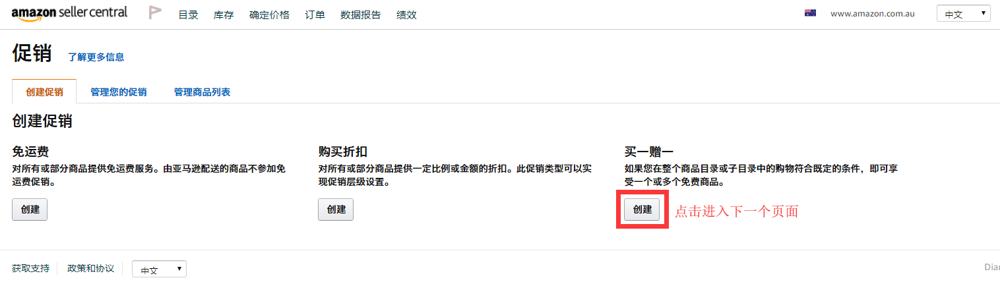 amazon seller central 目录 库存 确定价格 订单 数据报告 绩效 www.amazon.com.au 中文
促销 了解更多信息
创建促销 管理您的促销 管理商品列表
创建促销
免运费
对所有或部分商品提供免运费服务。由亚马逊配送的商品不参加免
运费促销。
创建
购买折扣
对所有或部分商品提供一定比例或金额的折扣。此促销类型可以实
现促销层级设置。
创建
买一赠一
如果您在整个商品目录或子目录中的购物符合既定的条件，即可享
受一个或多个免费商品。
创建 点击进入下一个页面
获取支持 政策和协议 中文